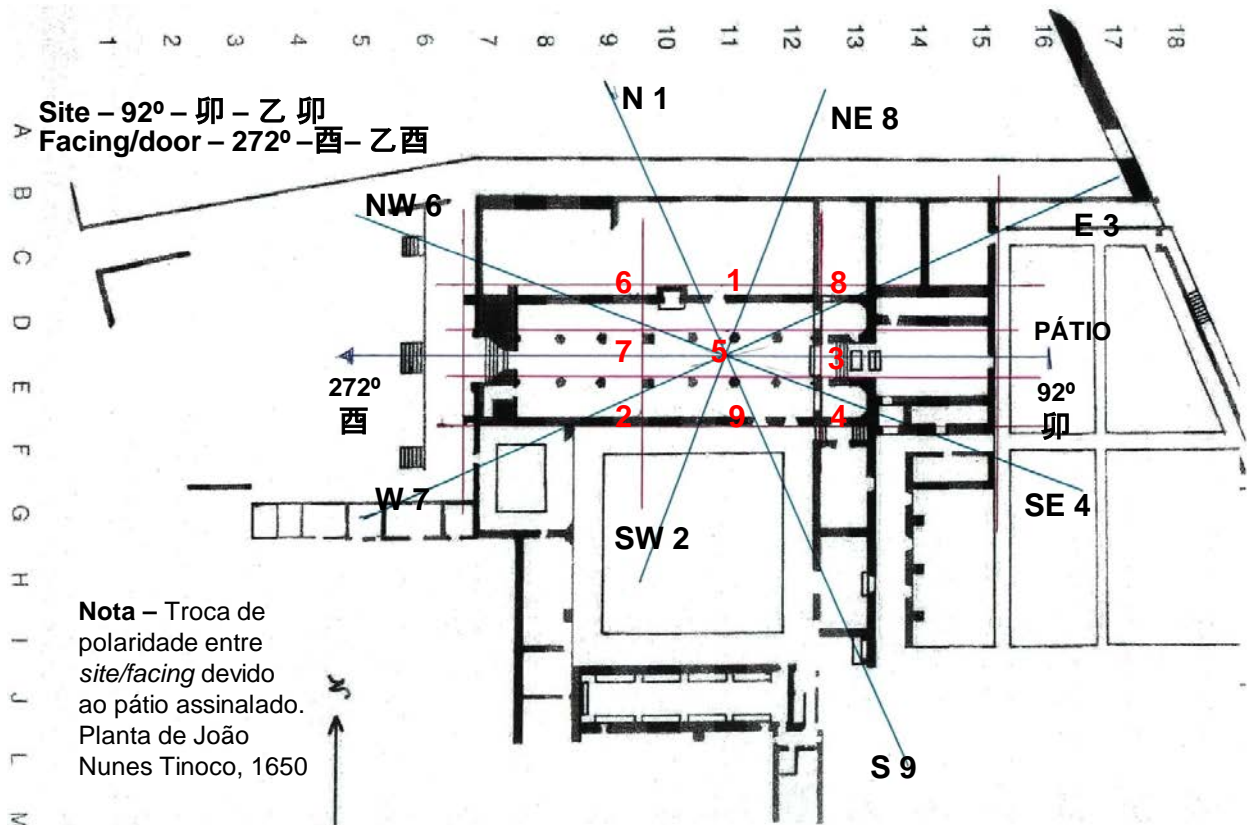 1 2 3 4 5 6 7 8 9 10 11 12 13 14 15 16 17 18
A
B
C
D
E
F
G
H
I
J
L
M
Site – 92º – 卯 – 乙 卯
Facing/door – 272º –酉– 乙酉
N 1
NE 8
NW 6
E 3
6 1 8
7 5 3
2 9 4
PÁTIO
272º
酉
92º
卯
W 7
SW 2
SE 4
S 9
Nota – Troca de
polaridade entre
site/facing devido
ao pátio assinalado.
Planta de João
Nunes Tinoco, 1650
N